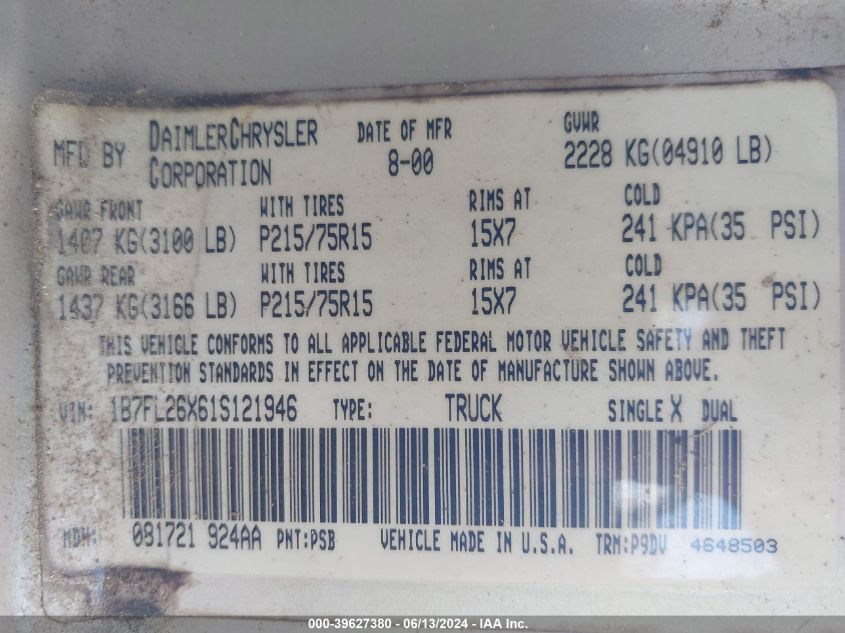 MFD BY DAIMLERCHRYSLER CORPORATION DATE OF MFR 8-00 GVWR 2228 KG(04910 LB)
GAWR FRONT WITH TIRES RIMS AT COLD
1407 KG(3100 LB) P215/75R15 15X7 241 KPA(35 PSI)
GAWR REAR WITH TIRES RIMS AT COLD
1437 KG(3166 LB) P215/75R15 15X7 241 KPA(35 PSI)
THIS VEHICLE CONFORMS TO ALL APPLICABLE FEDERAL MOTOR VEHICLE SAFETY AND THEFT
PREVENTION STANDARDS IN EFFECT ON THE DATE OF MANUFACTURE SHOWN ABOVE.
VIN: 1B7FL26X61S121946 TYPE: TRUCK SINGLE X DUAL
MDH: 081721 924AA PNT:PSB VEHICLE MADE IN U.S.A. TRM:P9DV 4648503
000-39627380 - 06/13/2024 - IAA Inc.